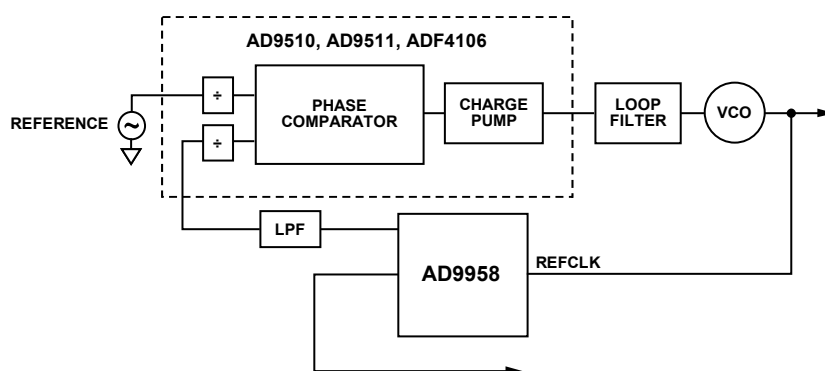 AD9510, AD9511, ADF4106
÷
PHASE
COMPARATOR
CHARGE
PUMP
LOOP
FILTER
VCO
REFERENCE
~
÷
LPF
AD9958
REFCLK